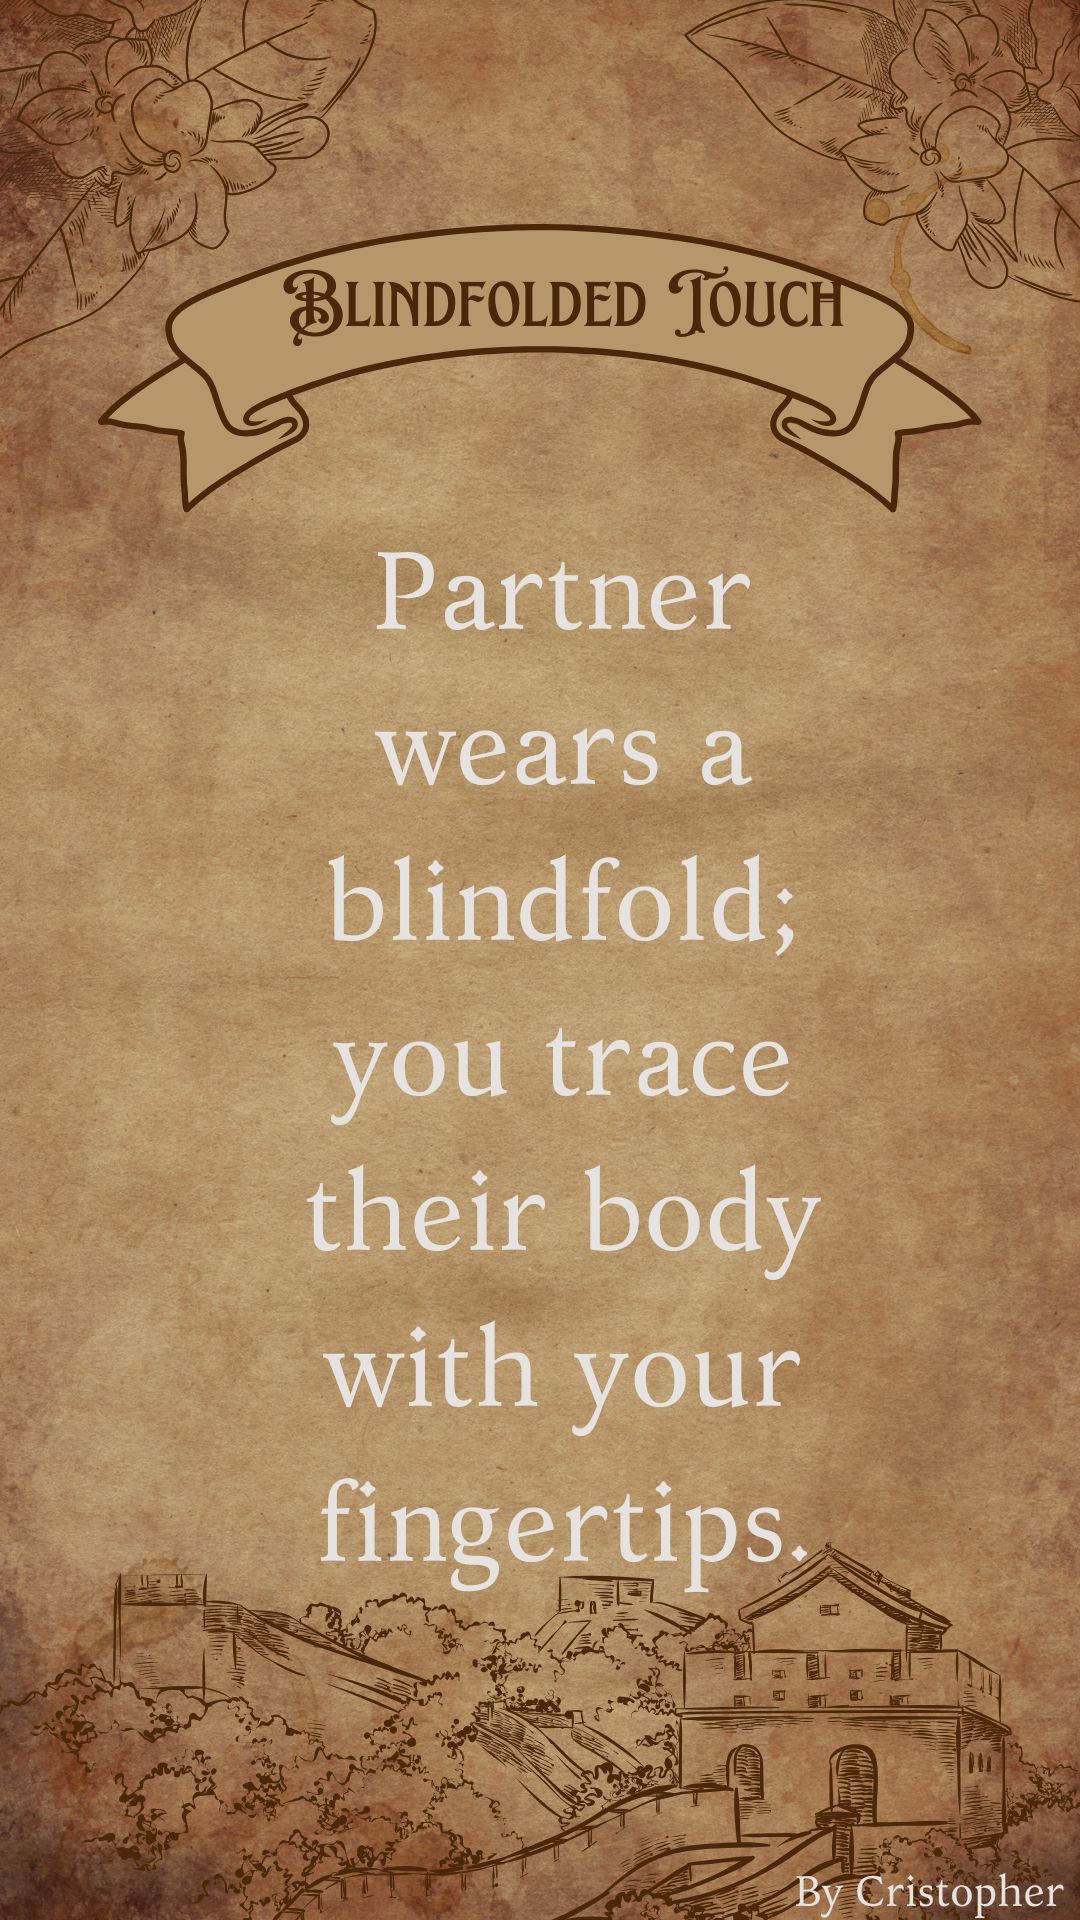 Blindfolded Touch
Partner
wears a
blindfold;
you trace
their body
with your
fingertips.
By Cristopher